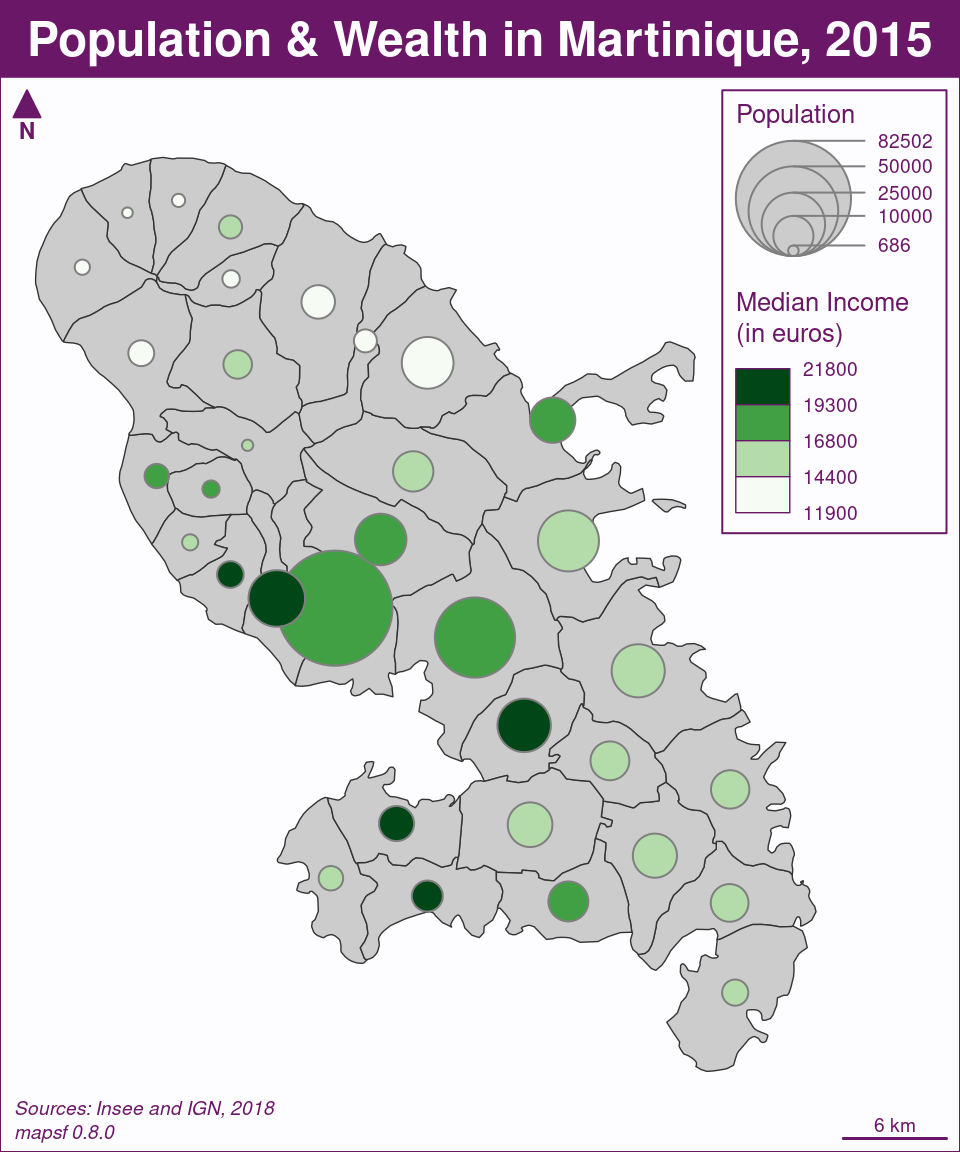 Population & Wealth in Martinique, 2015
N
Population
82502
50000
25000
10000
686
Median Income
(in euros)
21800
19300
16800
14400
11900
Sources: Insee and IGN, 2018
mapsf 0.8.0
6 km